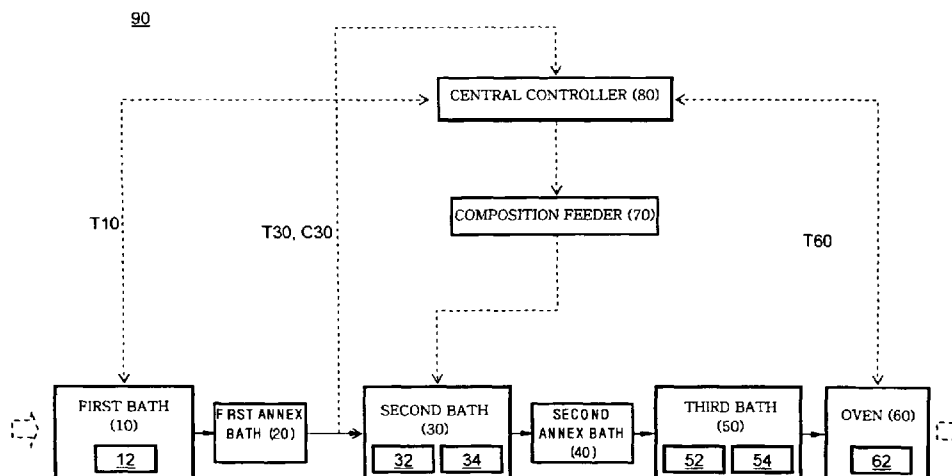 90
CENTRAL CONTROLLER (80)
COMPOSITION FEEDER (70)
T10
T30, C30
T60
FIRST BATH
(10)
12
FIRST ANNEX
BATH (20)
SECOND BATH
(30)
32 34
SECOND
ANNEX BATH
(40)
THIRD BATH
(50)
52 54
OVEN (60)
62